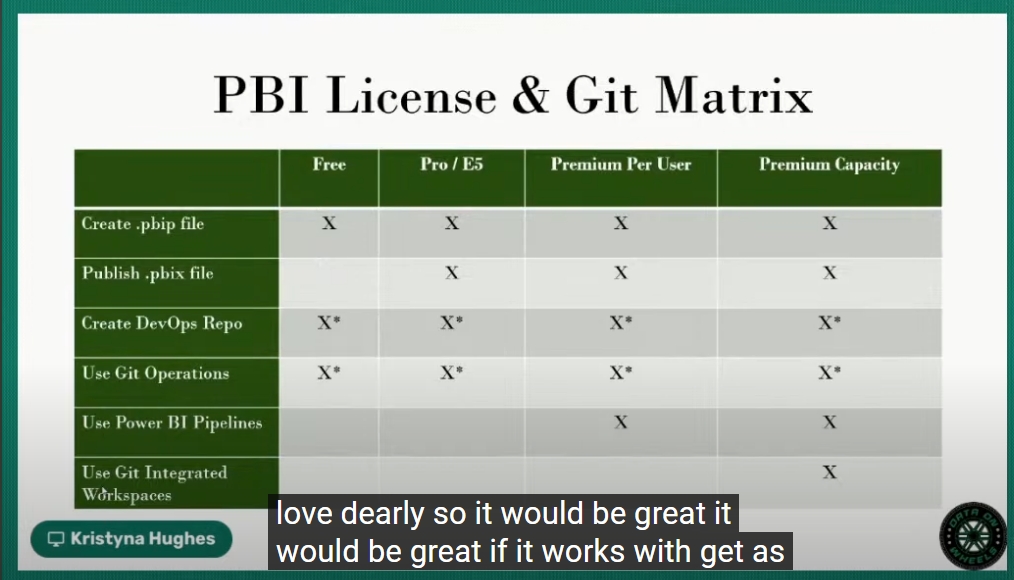 PBI License & Git Matrix
Free Pro / E5 Premium Per User Premium Capacity
Create .pbip file X X X X
Publish .pbix file X X X
Create DevOps Repo X* X* X* X*
Use Git Operations X* X* X* X*
Use Power BI Pipelines X X
Use Git Integrated X
Workspaces
love dearly so it would be great it
Kristyna Hughes
would be great if it works with get as
DATA ON
WHEELS